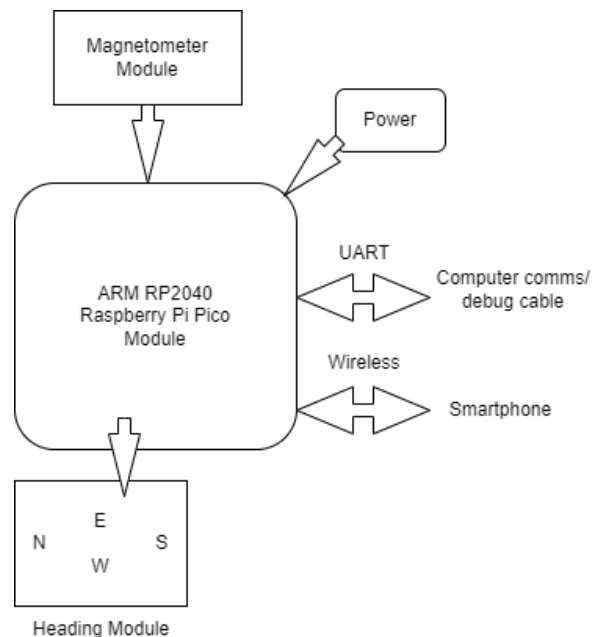 Magnetometer
Module
Power
UART
Computer comms/
debug cable
ARM RP2040
Raspberry Pi Pico
Module
Wireless
Smartphone
E
N
S
W
Heading Module